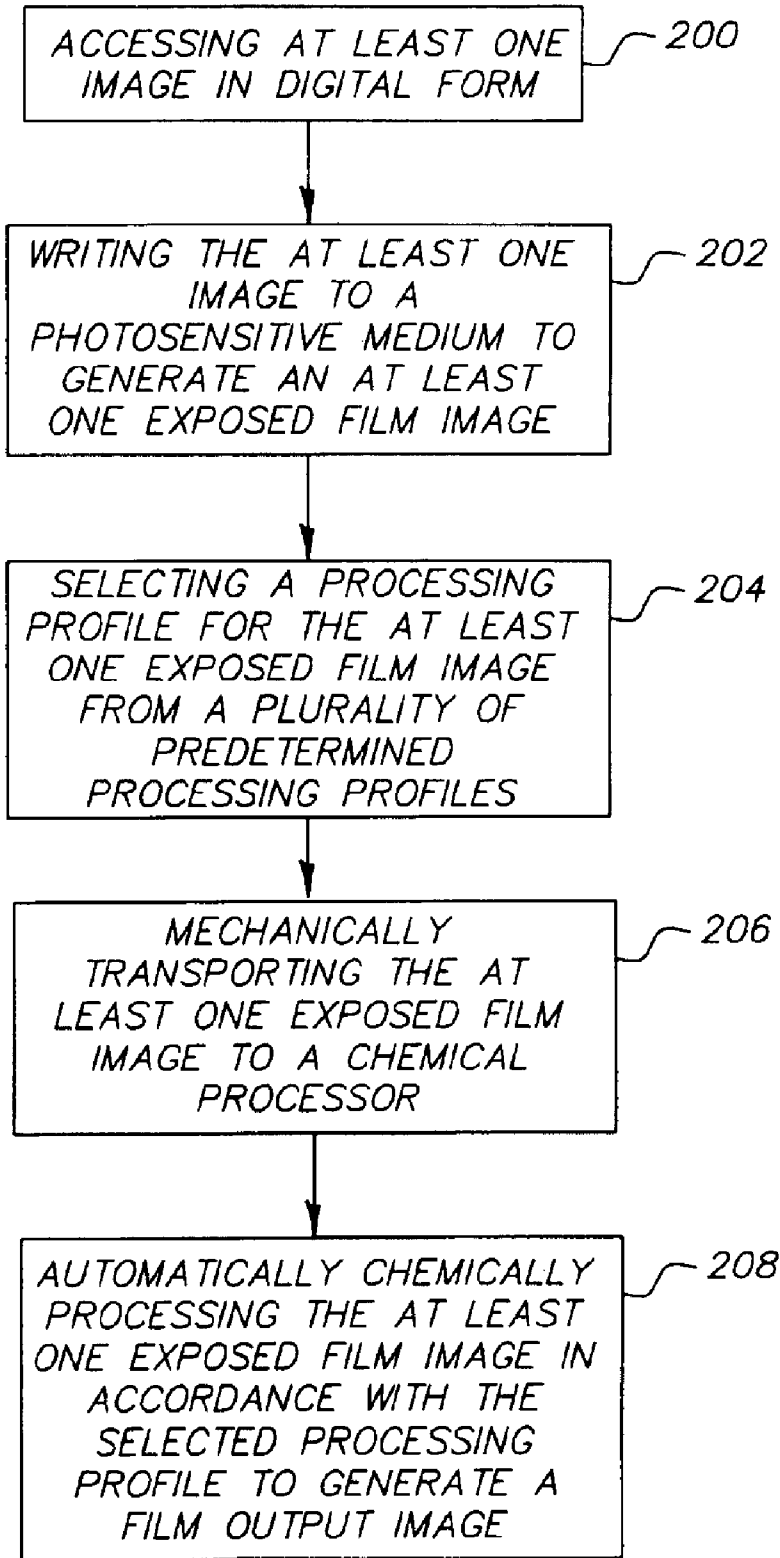 ACCESSING AT LEAST ONE
IMAGE IN DIGITAL FORM
200
WRITING THE AT LEAST ONE
IMAGE TO A
PHOTOSENSITIVE MEDIUM TO
GENERATE AN AT LEAST
ONE EXPOSED FILM IMAGE
202
SELECTING A PROCESSING
PROFILE FOR THE AT LEAST
ONE EXPOSED FILM IMAGE
FROM A PLURALITY OF
PREDETERMINED
PROCESSING PROFILES
204
MECHANICALLY
TRANSPORTING THE AT
LEAST ONE EXPOSED FILM
IMAGE TO A CHEMICAL
PROCESSOR
206
AUTOMATICALLY CHEMICALLY
PROCESSING THE AT LEAST
ONE EXPOSED FILM IMAGE IN
ACCORDANCE WITH THE
SELECTED PROCESSING
PROFILE TO GENERATE A
FILM OUTPUT IMAGE
208